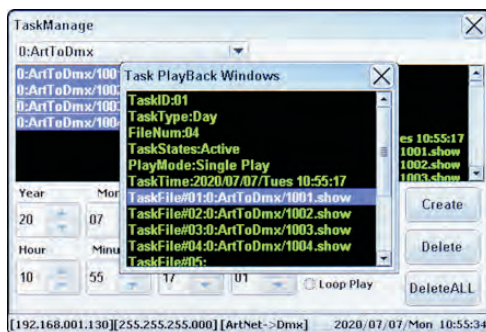 TaskManage
0:ArtToDmx
0:ArtToDmx/100
0:ArtToDmx/1002
0:ArtToDmx/1003
0:ArtToDmx/1004
Task PlayBack Windows
TaskID:01
TaskType:Day
FileNum:04
TaskStates:Active
PlayMode:Single Play
TaskTime:2020/07/07/Tues 10:55:17
TaskFile#01:0:ArtToDmx/1001.show
TaskFile#02:0:ArtToDmx/1002.show
TaskFile#03:0:ArtToDmx/1003.show
TaskFile#04:0:ArtToDmx/1004.show
TaskFile#05:
es 10:55:17
1001.show
1002.show
1003.show
Year
Mor
20
07
Create
Hour
Minu
Delete
10
55
17
01
Loop Play
DeleteALL
[192.168.001.130][255.255.255.000][ArtNet->Dmx]
2020/07/07/Mon 10:55:34